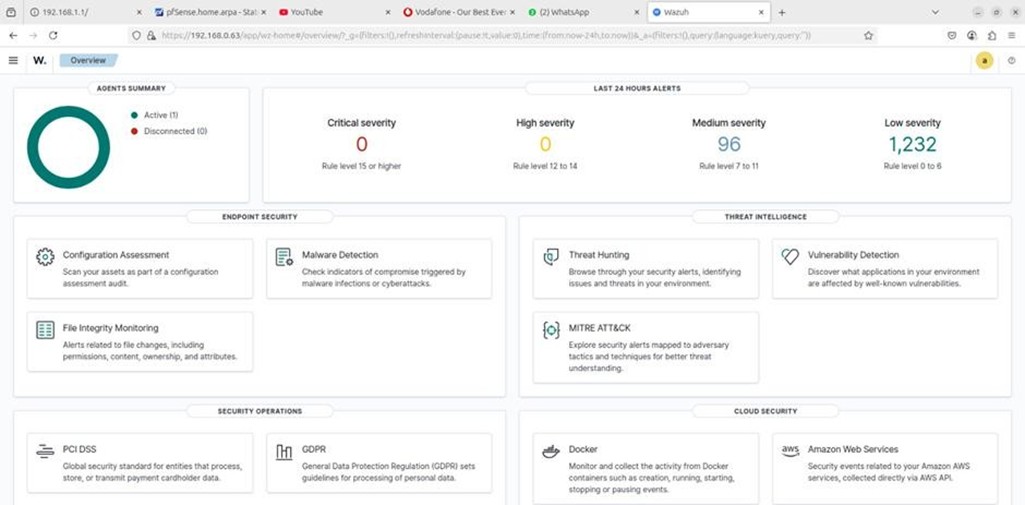 192.168.1.1/
pfSense.home.arpa - Stat
YouTube
Vodafone - Our Best Ever
(2) WhatsApp
Wazuh
https://192.168.0.63/app/wz-home#/overview/?_g=(filters:!(),refreshInterval:(pause:!t,value:0),time:(from:now-24h,to:now))&_a=(filters:!(),query:(language:kuery,query:''))
W.
Overview
a
AGENTS SUMMARY
Active (1)
Disconnected (0)
LAST 24 HOURS ALERTS
Critical severity
0
Rule level 15 or higher
High severity
0
Rule level 12 to 14
Medium severity
96
Rule level 7 to 11
Low severity
1,232
Rule level 0 to 6
ENDPOINT SECURITY
Configuration Assessment
Scan your assets as part of a configuration
assessment audit.
Malware Detection
Check indicators of compromise triggered by
malware infections or cyberattacks.
File Integrity Monitoring
Alerts related to file changes, including
permissions, content, ownership, and attributes.
THREAT INTELLIGENCE
Threat Hunting
Browse through your security alerts, identifying
issues and threats in your environment.
Vulnerability Detection
Discover what applications in your environment
are affected by well-known vulnerabilities.
MITRE ATT&CK
Explore security alerts mapped to adversary
tactics and techniques for better threat
understanding.
SECURITY OPERATIONS
PCI DSS
Global security standard for entities that process,
store, or transmit payment cardholder data.
GDPR
General Data Protection Regulation (GDPR) sets
guidelines for processing of personal data.
CLOUD SECURITY
Docker
Monitor and collect the activity from Docker
containers such as creation, running, starting,
stopping or pausing events.
aws
Amazon Web Services
Security events related to your Amazon AWS
services, collected directly via AWS API.